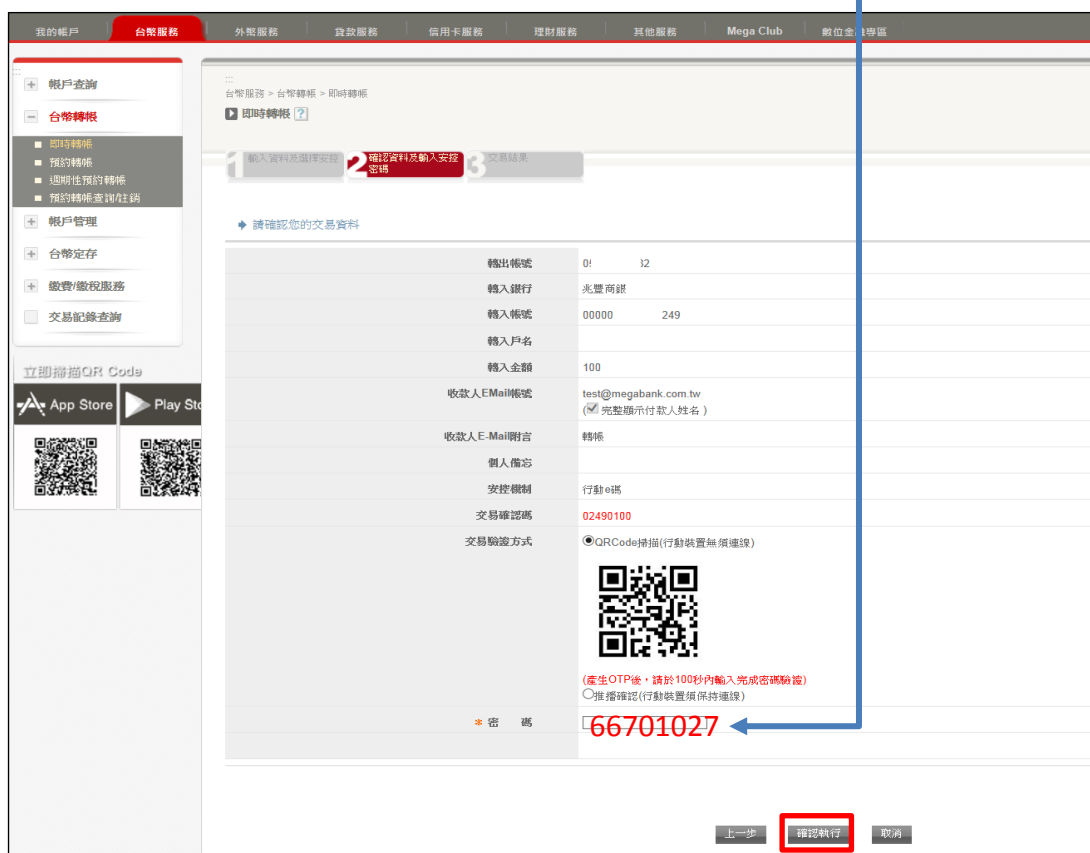 我的帳戶 台幣服務 外幣服務 貸款服務 信用卡服務 理財服務 其他服務 Mega Club 數位金融專區
帳戶查詢
台幣轉帳
即時轉帳
預約轉帳
週期性預約轉帳
預約轉帳查詢/註銷
帳戶管理
台幣定存
繳費/繳稅服務
交易記錄查詢
立即掃描QR Code
App Store
Play Sto
:::
台幣服務 > 台幣轉帳 > 即時轉帳
即時轉帳 ?
1 輸入資料及選擇安控
2 確認資料及輸入安控
密碼
3 交易結果
請確認您的交易資料
轉出帳號 0 32
轉入銀行 兆豐商銀
轉入帳號 00000 249
轉入戶名
轉入金額 100
收款人EMail帳號 test@megabank.com.tw
(完整顯示付款人姓名 )
收款人E-Mail附言 轉帳
個人備忘
安控機制 行動e碼
交易確認碼 02490100
交易驗證方式 QRCode掃描(行動裝置無須連線)
(產生OTP後，請於100秒內輸入完成密碼驗證)
推播確認(行動裝置須保持連線)
* 密 碼 66701027
上一步 確認執行 取消